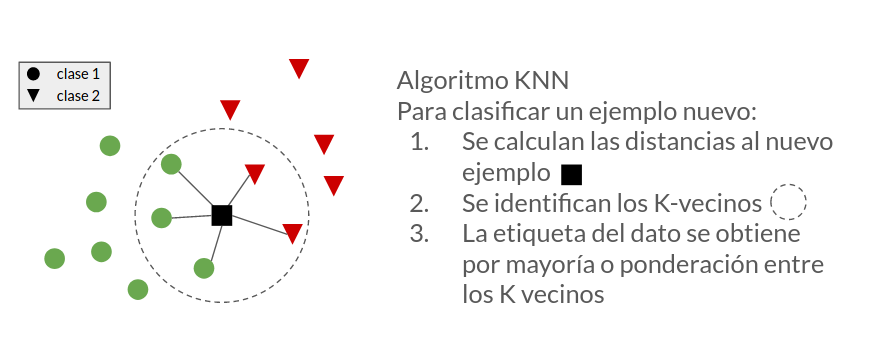 clase 1
clase 2
Algoritmo KNN
Para clasificar un ejemplo nuevo:
1. Se calculan las distancias al nuevo
ejemplo
2. Se identifican los K-vecinos
3. La etiqueta del dato se obtiene
por mayoría o ponderación entre
los K vecinos